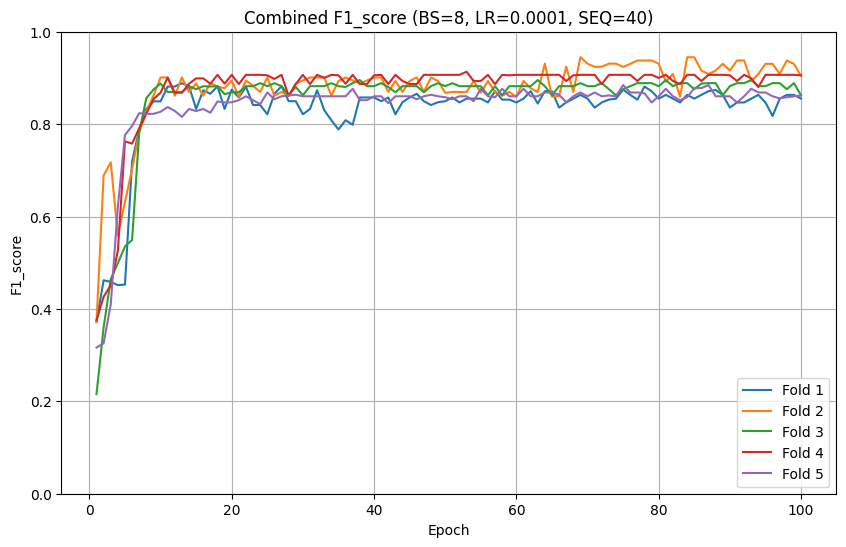 Combined F1_score (BS=8, LR=0.0001, SEQ=40)
1.0
0.8
0.6
0.4
0.2
0.0
F1_score
0 20 40 60 80 100
Epoch
Fold 1
Fold 2
Fold 3
Fold 4
Fold 5